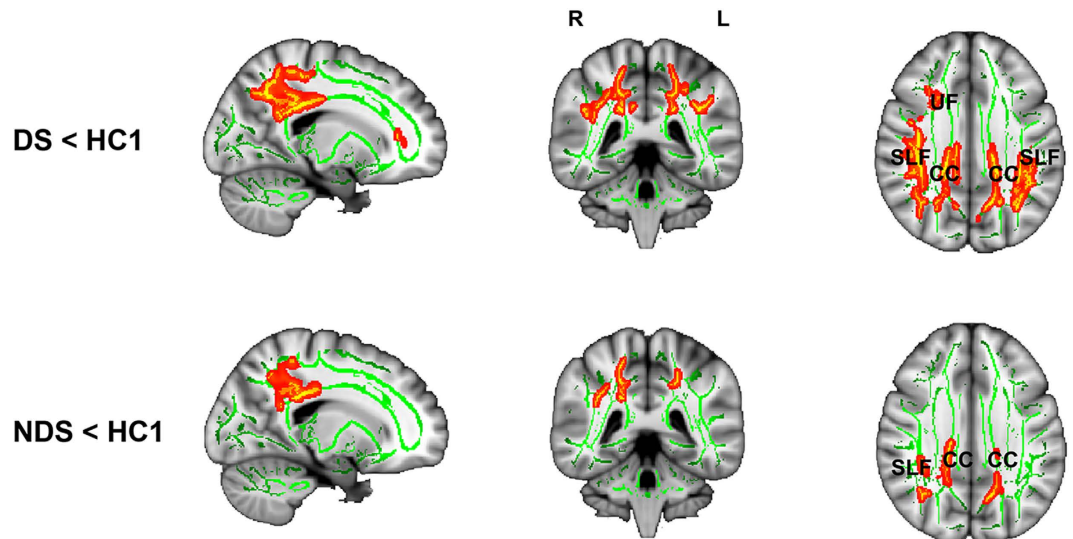 R L
DS < HC1
UF
SLF SLF
CC CC
NDS < HC1
SLF CC CC